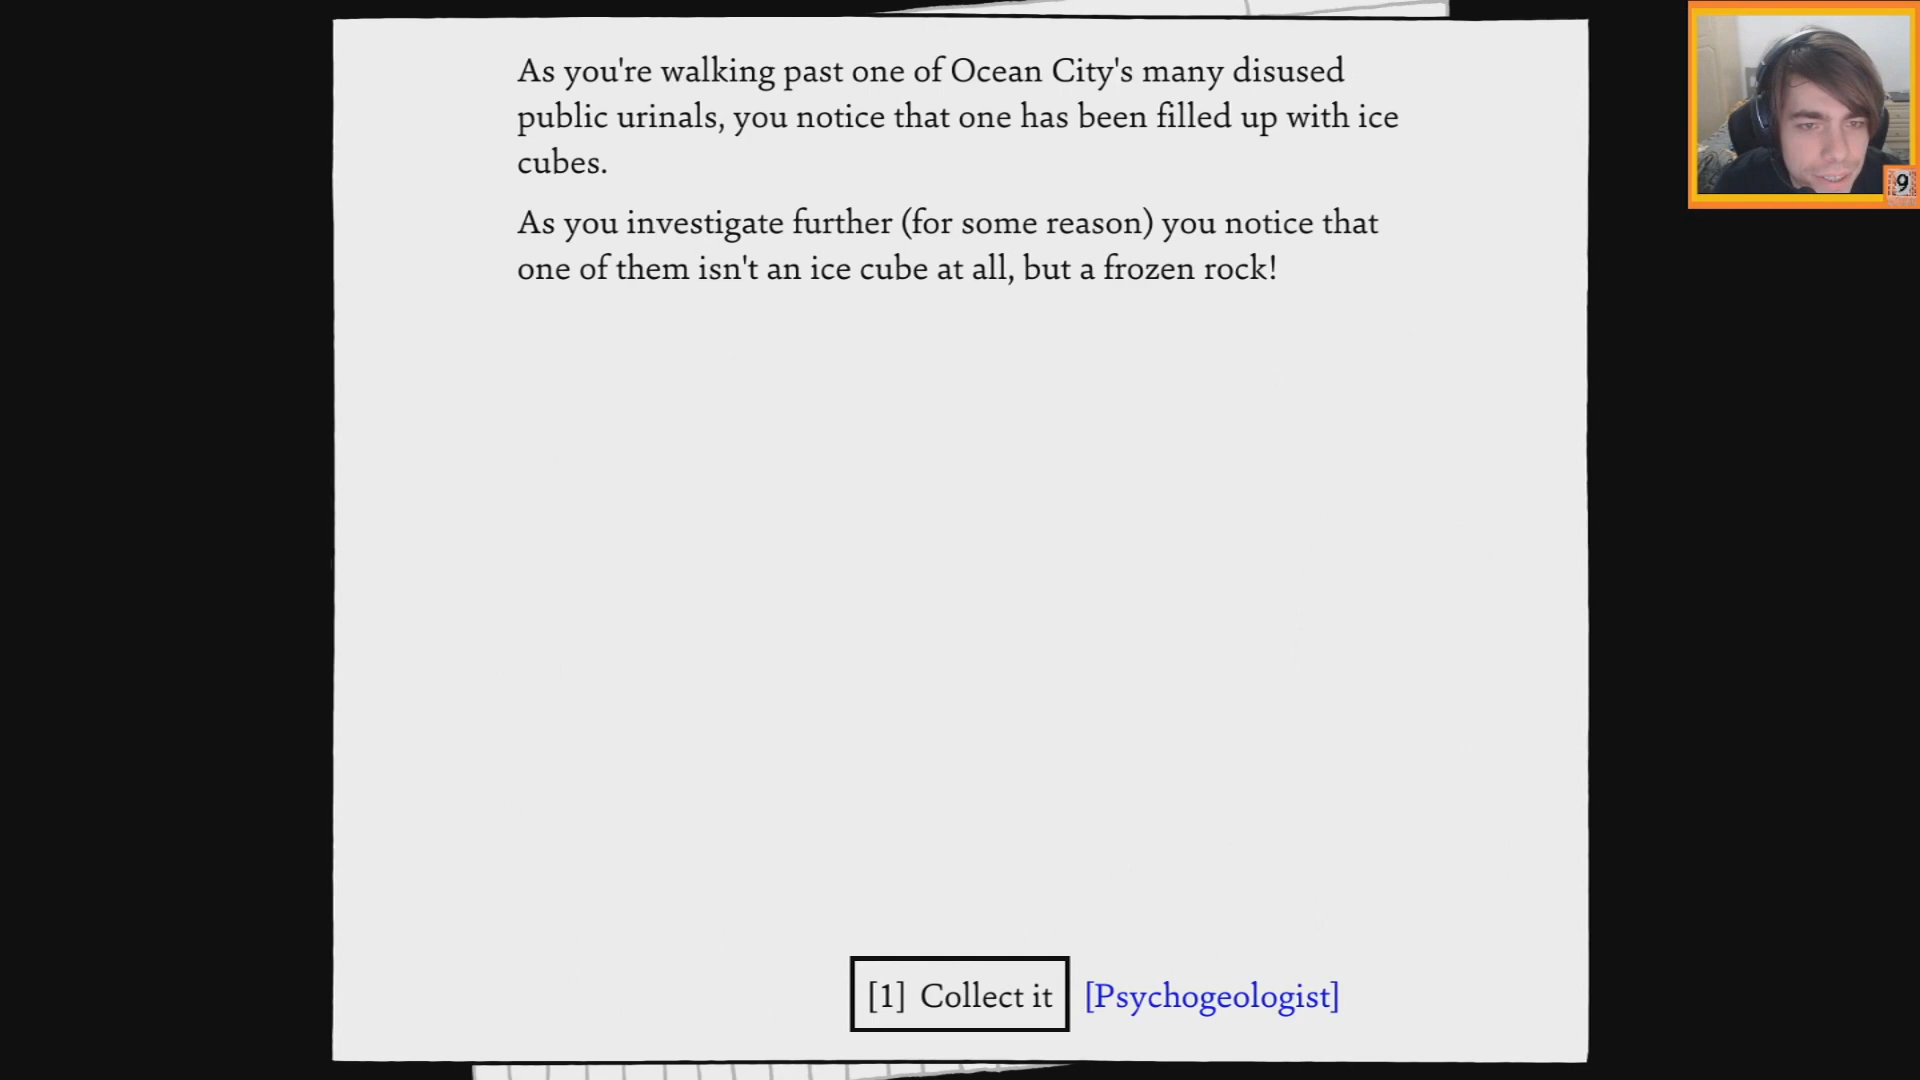 As you're walking past one of Ocean City's many disused
public urinals, you notice that one has been filled up with ice
cubes.
As you investigate further (for some reason) you notice that
one of them isn't an ice cube at all, but a frozen rock!
[1] Collect it [Psychogeologist]
9